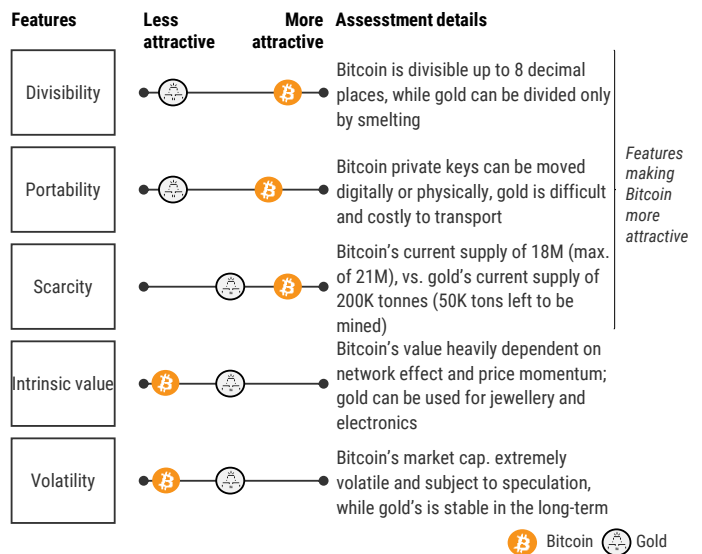 Features
Less attractive
More attractive
Assesstment details
Divisibility
Bitcoin is divisible up to 8 decimal
places, while gold can be divided only
by smelting
Portability
Bitcoin private keys can be moved
digitally or physically, gold is difficult
and costly to transport
Scarcity
Bitcoin’s current supply of 18M (max.
of 21M), vs. gold’s current supply of
200K tonnes (50K tons left to be
mined)
Intrinsic value
Bitcoin’s value heavily dependent on
network effect and price momentum;
gold can be used for jewellery and
electronics
Volatility
Bitcoin’s market cap. extremely
volatile and subject to speculation,
while gold’s is stable in the long-term
Features
making
Bitcoin
more
attractive
Bitcoin
Gold